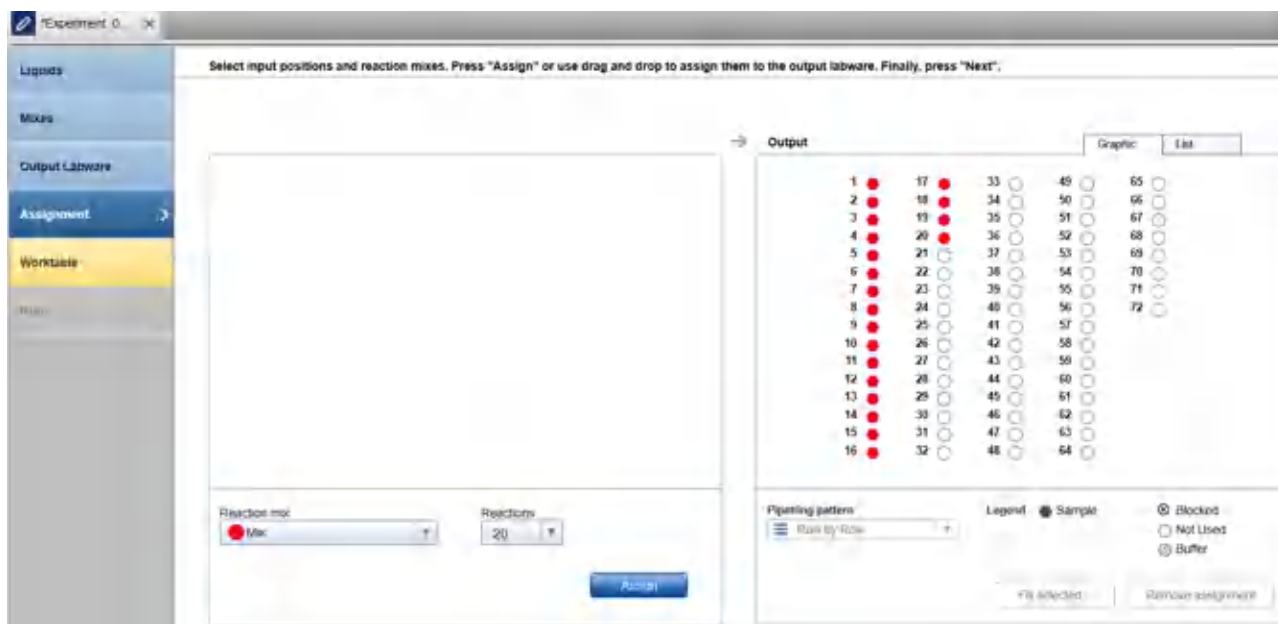 *Experiment 0...
Liquids
Mixes
Output Labware
Assignment
Worktable
Select input positions and reaction mixes. Press "Assign" or use drag and drop to assign them to the output labware. Finally, press "Next".
Output
Graphic List
1 17 33 49 65
2 18 34 50 66
3 19 35 51 67
4 20 36 52 68
5 21 37 53 69
6 22 38 54 70
7 23 39 55 71
8 24 40 56 72
9 25 41 57
10 26 42 58
11 27 43 59
12 28 44 60
13 29 45 61
14 30 46 62
15 31 47 63
16 32 48 64
Reaction mix Reactions
Mix 20
Assign
Pipetting pattern Legend Sample Blocked
Row by Row Not Used
Buffer
Fill selected Remove assignment